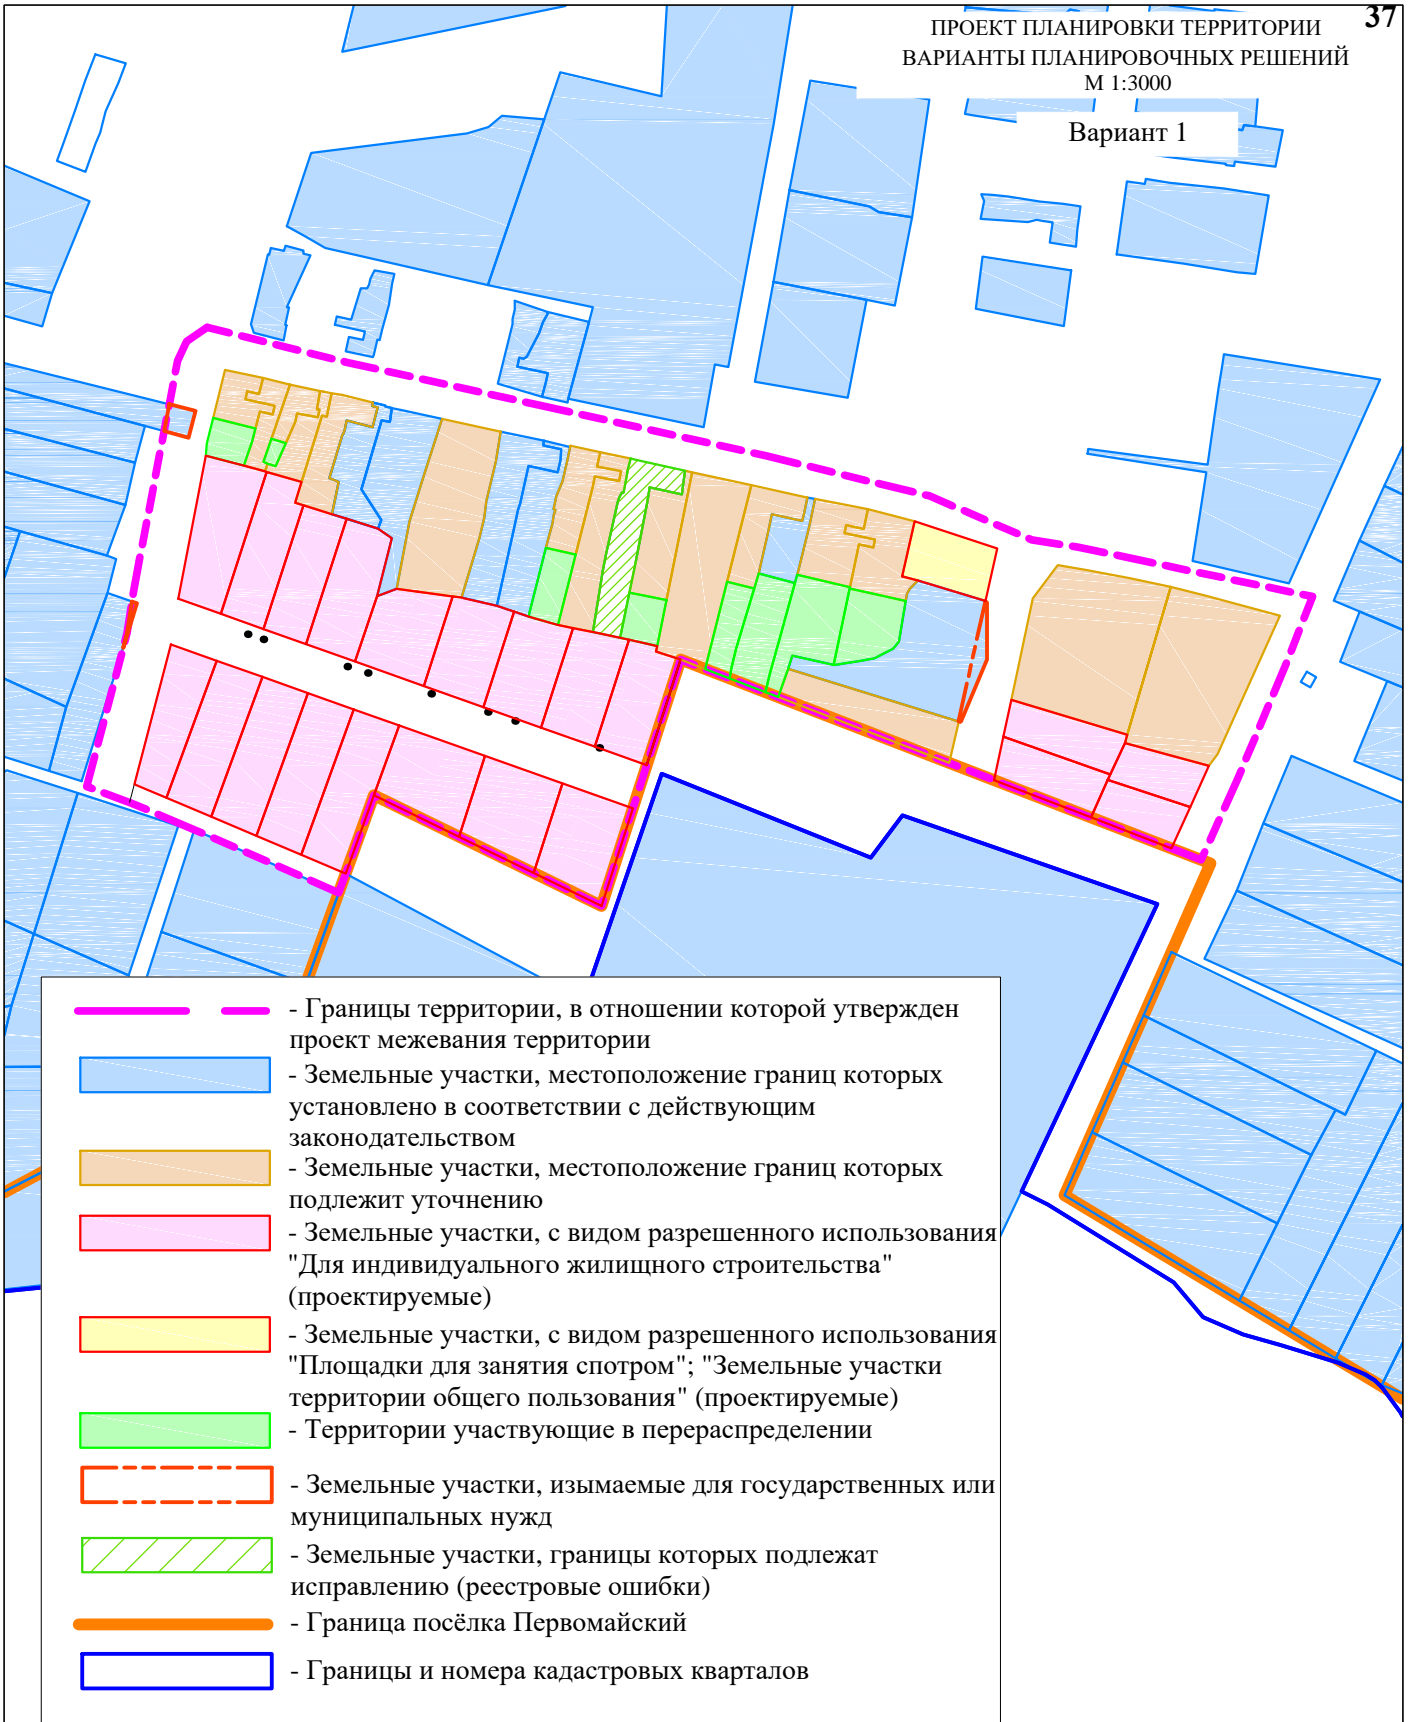 37
ПРОЕКТ ПЛАНИРОВКИ ТЕРРИТОРИИ
ВАРИАНТЫ ПЛАНИРОВОЧНЫХ РЕШЕНИЙ
М 1:3000
Вариант 1
- Границы территории, в отношении которой утвержден
проект межевания территории
- Земельные участки, местоположение границ которых
установлено в соответствии с действующим
законодательством
- Земельные участки, местоположение границ которых
подлежит уточнению
- Земельные участки, с видом разрешенного использования
"Для индивидуального жилищного строительства"
(проектируемые)
- Земельные участки, с видом разрешенного использования
"Площадки для занятия спотром"; "Земельные участки
территории общего пользования" (проектируемые)
- Территории участвующие в перераспределении
- Земельные участки, изымаемые для государственных или
муниципальных нужд
- Земельные участки, границы которых подлежат
исправлению (реестровые ошибки)
- Граница посёлка Первомайский
- Границы и номера кадастровых кварталов